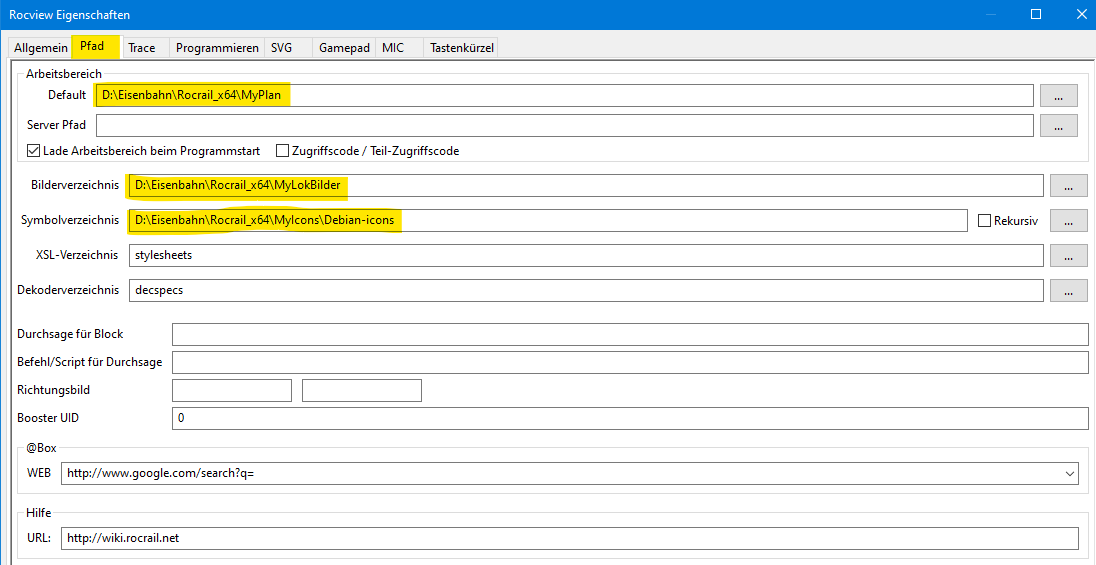 Rocview Eigenschaften
Allgemein Pfad Trace Programmieren SVG Gamepad MIC Tastenkürzel
Arbeitsbereich
Default D:\Eisenbahn\Rocrail_x64\MyPlan ...
Server Pfad ...
Lade Arbeitsbereich beim Programmstart Zugriffscode / Teil-Zugriffscode
Bilderverzeichnis D:\Eisenbahn\Rocrail_x64\MyLokBilder ...
Symbolverzeichnis D:\Eisenbahn\Rocrail_x64\MyIcons\Debian-icons Rekursiv ...
XSL-Verzeichnis stylesheets ...
Dekoderverzeichnis decspecs ...
Durchsage für Block
Befehl/Script für Durchsage
Richtungsbild
Booster UID 0
@Box
WEB http://www.google.com/search?q=
Hilfe
URL: http://wiki.rocrail.net